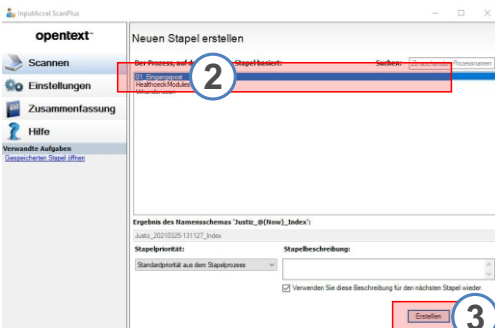 InputAccel ScanPlus
opentext™
Neuen Stapel erstellen
Scannen
Einstellungen
Zusammenfassung
Hilfe
Verwandte Aufgaben
Gespeicherten Stapel öffnen
Der Prozess, auf Stapel basiert:
Suchen:
01_Eingangspost
HealthceckModules
2
Ergebnis des Namensschemas 'Justiz_@(Now)_Index':
Justiz_20210325-131127_Index
Stapelpriorität:
Stapelbeschreibung:
Standardpriorität aus dem Stapelprozess
Verwenden Sie diese Beschreibung für den nächsten Stapel wieder.
Erstellen
3